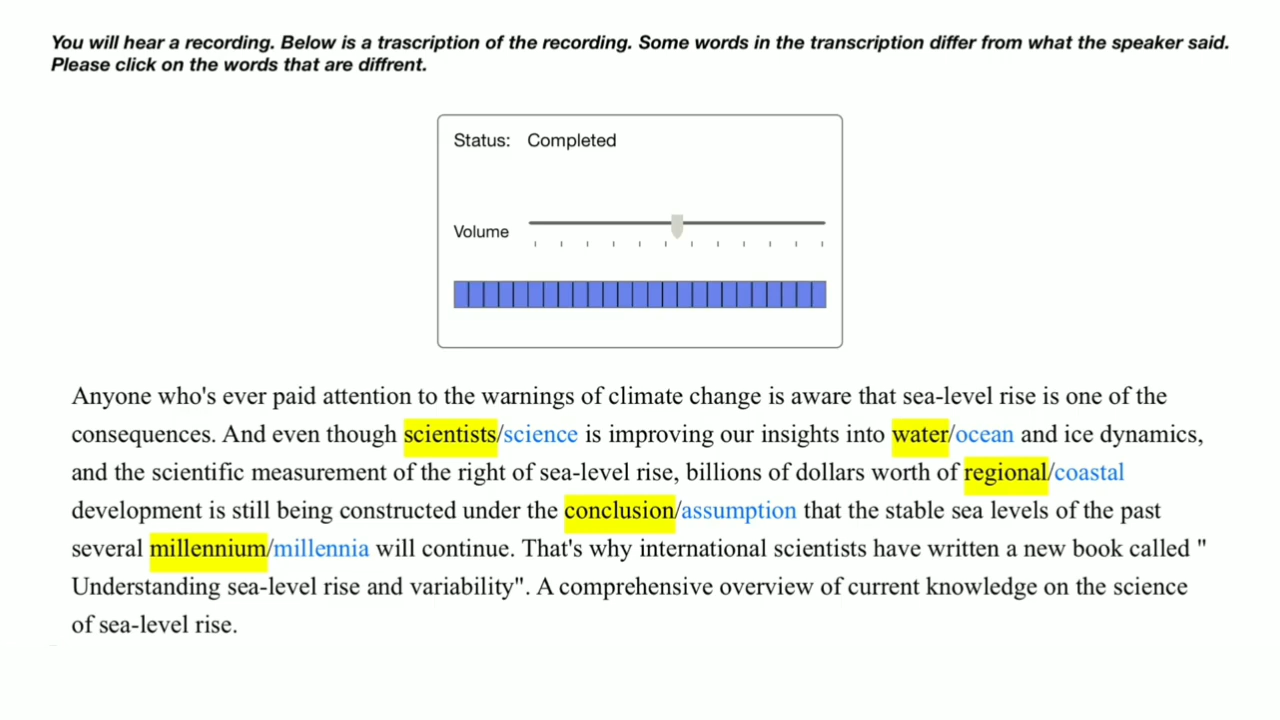 You will hear a recording. Below is a trascription of the recording. Some words in the transcription differ from what the speaker said.
Please click on the words that are diffrent.
Status: Completed
Volume
Anyone who's ever paid attention to the warnings of climate change is aware that sea-level rise is one of the
consequences. And even though scientists/science is improving our insights into water/ocean and ice dynamics,
and the scientific measurement of the right of sea-level rise, billions of dollars worth of regional/coastal
development is still being constructed under the conclusion/assumption that the stable sea levels of the past
several millennium/millennia will continue. That's why international scientists have written a new book called "
Understanding sea-level rise and variability". A comprehensive overview of current knowledge on the science
of sea-level rise.